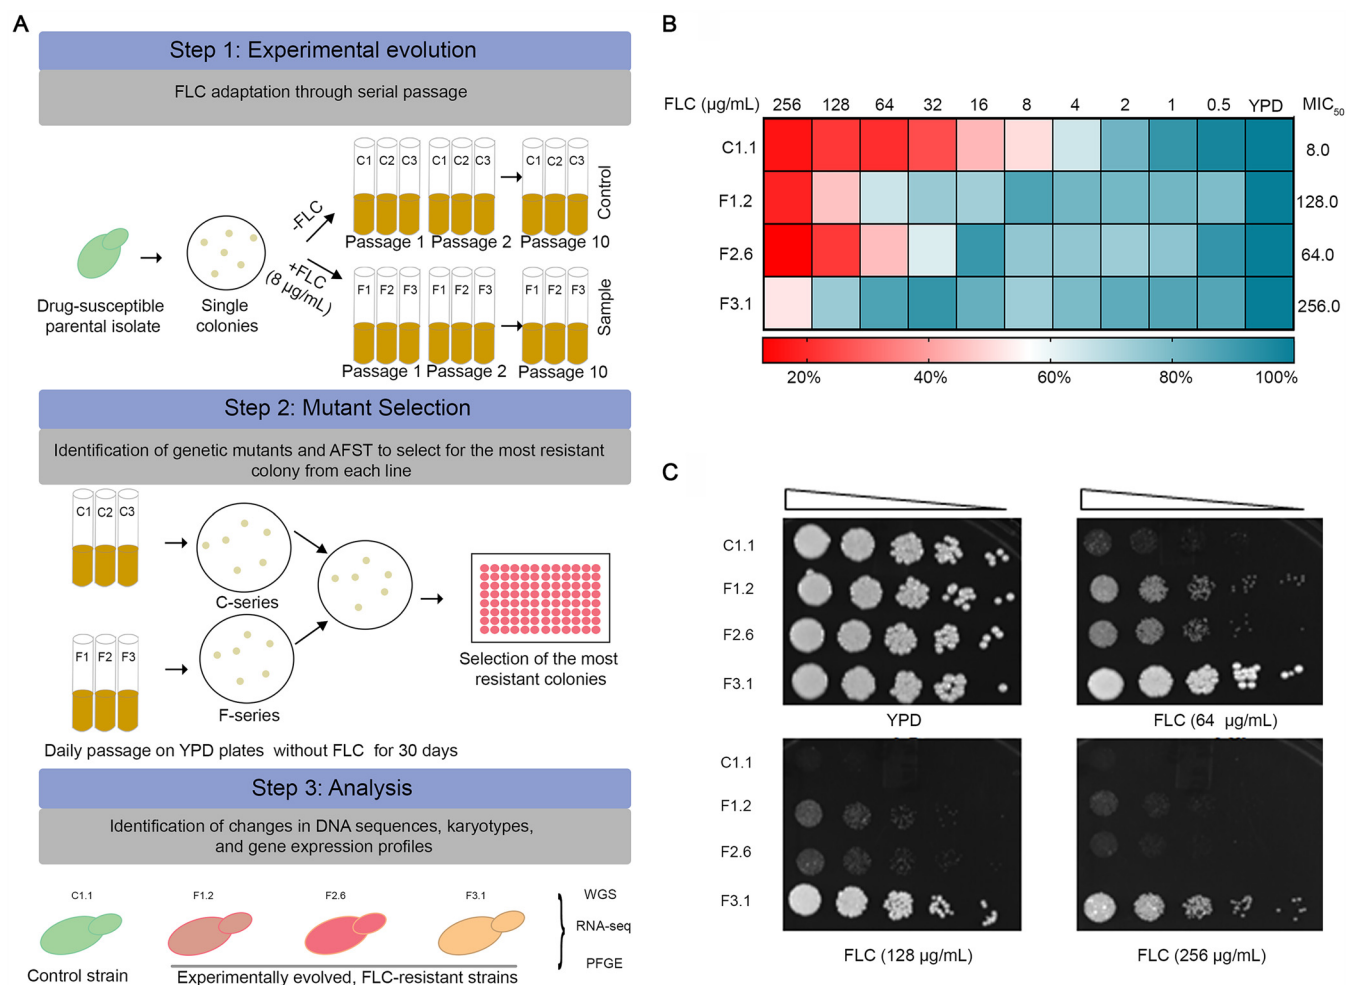 A
Step 1: Experimental evolution
FLC adaptation through serial passage
C1 C2 C3 C1 C2 C3 C1 C2 C3
Control
-FLC
Passage 1 Passage 2 Passage 10
+FLC
(8 µg/mL)
F1 F2 F3 F1 F2 F3 F1 F2 F3
Sample
Drug-susceptible
parental isolate
Single
colonies
Passage 1 Passage 2 Passage 10
Step 2: Mutant Selection
Identification of genetic mutants and AFST to select for the most resistant
colony from each line
C1 C2 C3
C-series
F1 F2 F3
F-series
Selection of the most
resistant colonies
Daily passage on YPD plates without FLC for 30 days
Step 3: Analysis
Identification of changes in DNA sequences, karyotypes,
and gene expression profiles
C1.1 F1.2 F2.6 F3.1
WGS
RNA-seq
PFGE
Control strain
Experimentally evolved, FLC-resistant strains
B
FLC (µg/mL) 256 128 64 32 16 8 4 2 1 0.5 YPD MIC50
C1.1 8.0
F1.2 128.0
F2.6 64.0
F3.1 256.0
20% 40% 60% 80% 100%
C
C1.1
F1.2
F2.6
F3.1
YPD
FLC (64 µg/mL)
C1.1
F1.2
F2.6
F3.1
FLC (128 µg/mL)
FLC (256 µg/mL)